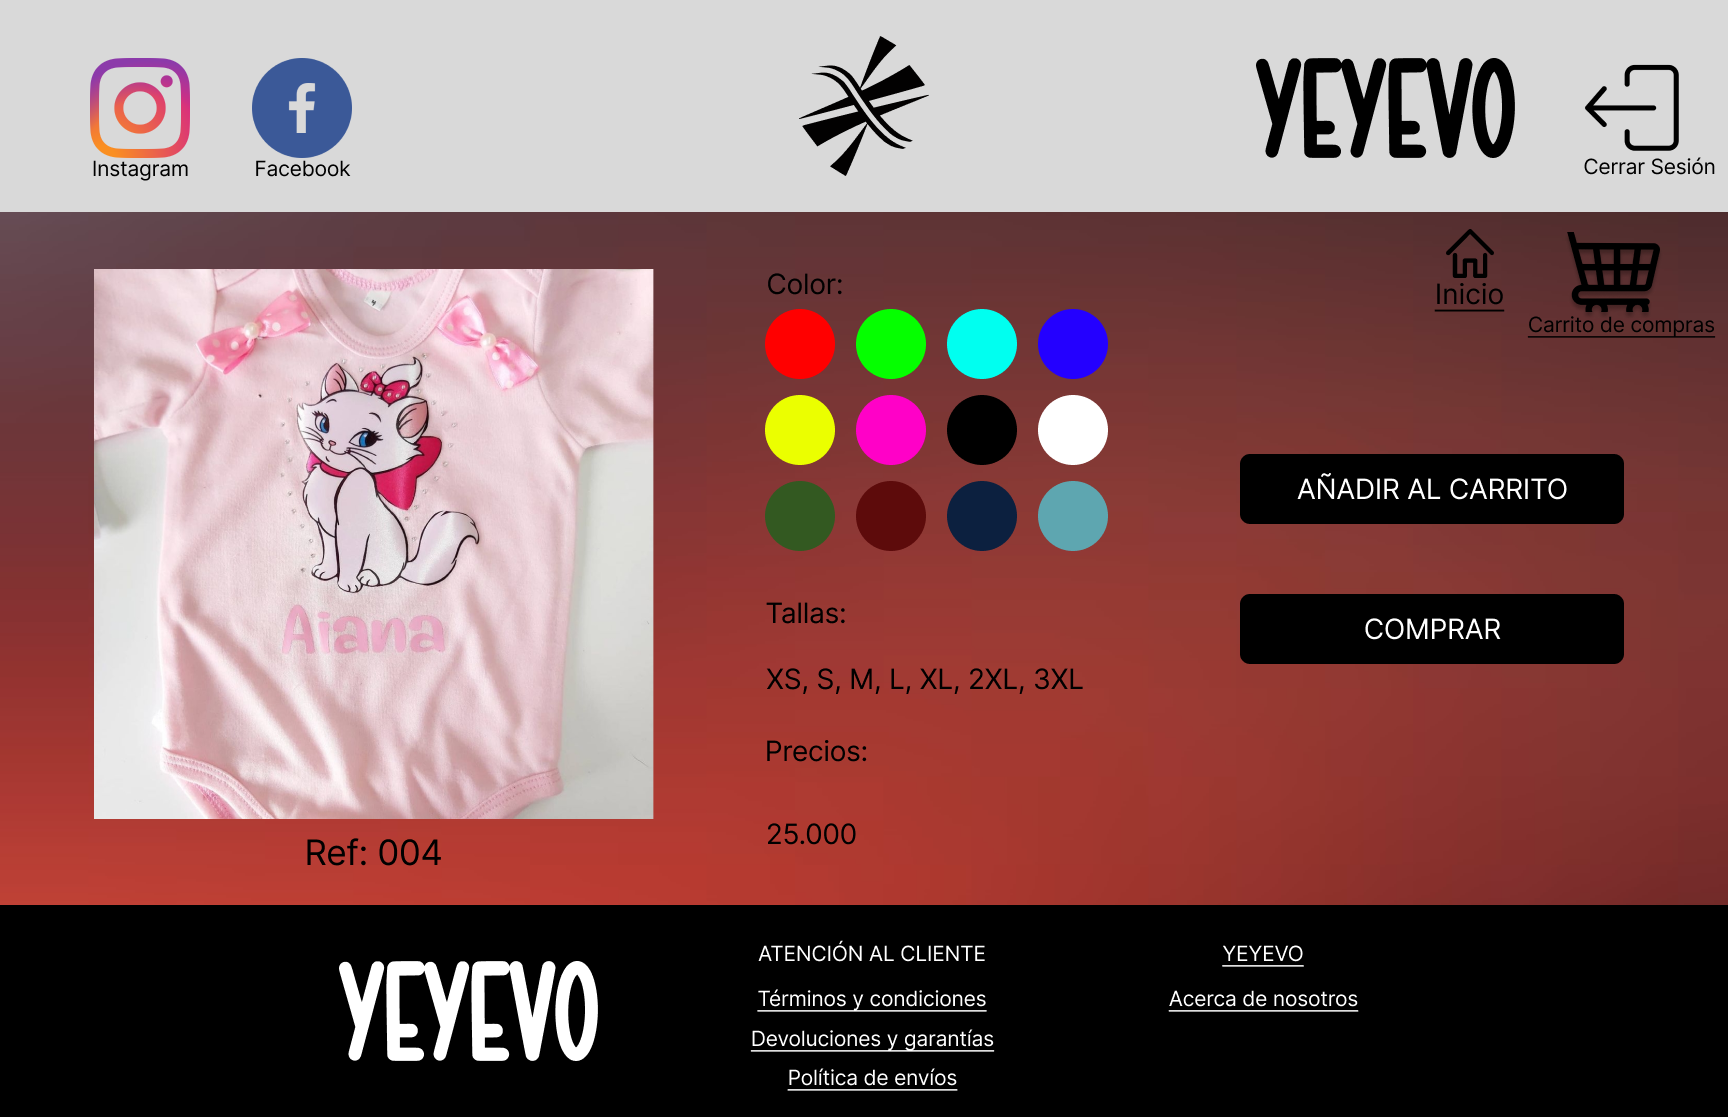 Instagram
Facebook
YEYEVO
Cerrar Sesión
Inicio
Carrito de compras
Aiana
Ref: 004
Color:
Tallas:
XS, S, M, L, XL, 2XL, 3XL
Precios:
25.000
AÑADIR AL CARRITO
COMPRAR
YEYEVO
ATENCIÓN AL CLIENTE
Términos y condiciones
Devoluciones y garantías
Política de envíos
YEYEVO
Acerca de nosotros